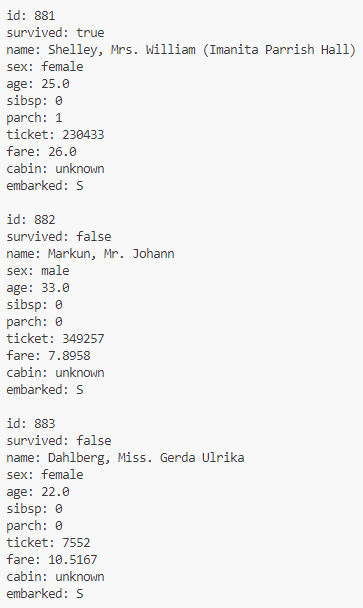 id: 881
survived: true
name: Shelley, Mrs. William (Imanita Parrish Hall)
sex: female
age: 25.0
sibsp: 0
parch: 1
ticket: 230433
fare: 26.0
cabin: unknown
embarked: S

id: 882
survived: false
name: Markun, Mr. Johann
sex: male
age: 33.0
sibsp: 0
parch: 0
ticket: 349257
fare: 7.8958
cabin: unknown
embarked: S

id: 883
survived: false
name: Dahlberg, Miss. Gerda Ulrika
sex: female
age: 22.0
sibsp: 0
parch: 0
ticket: 7552
fare: 10.5167
cabin: unknown
embarked: S